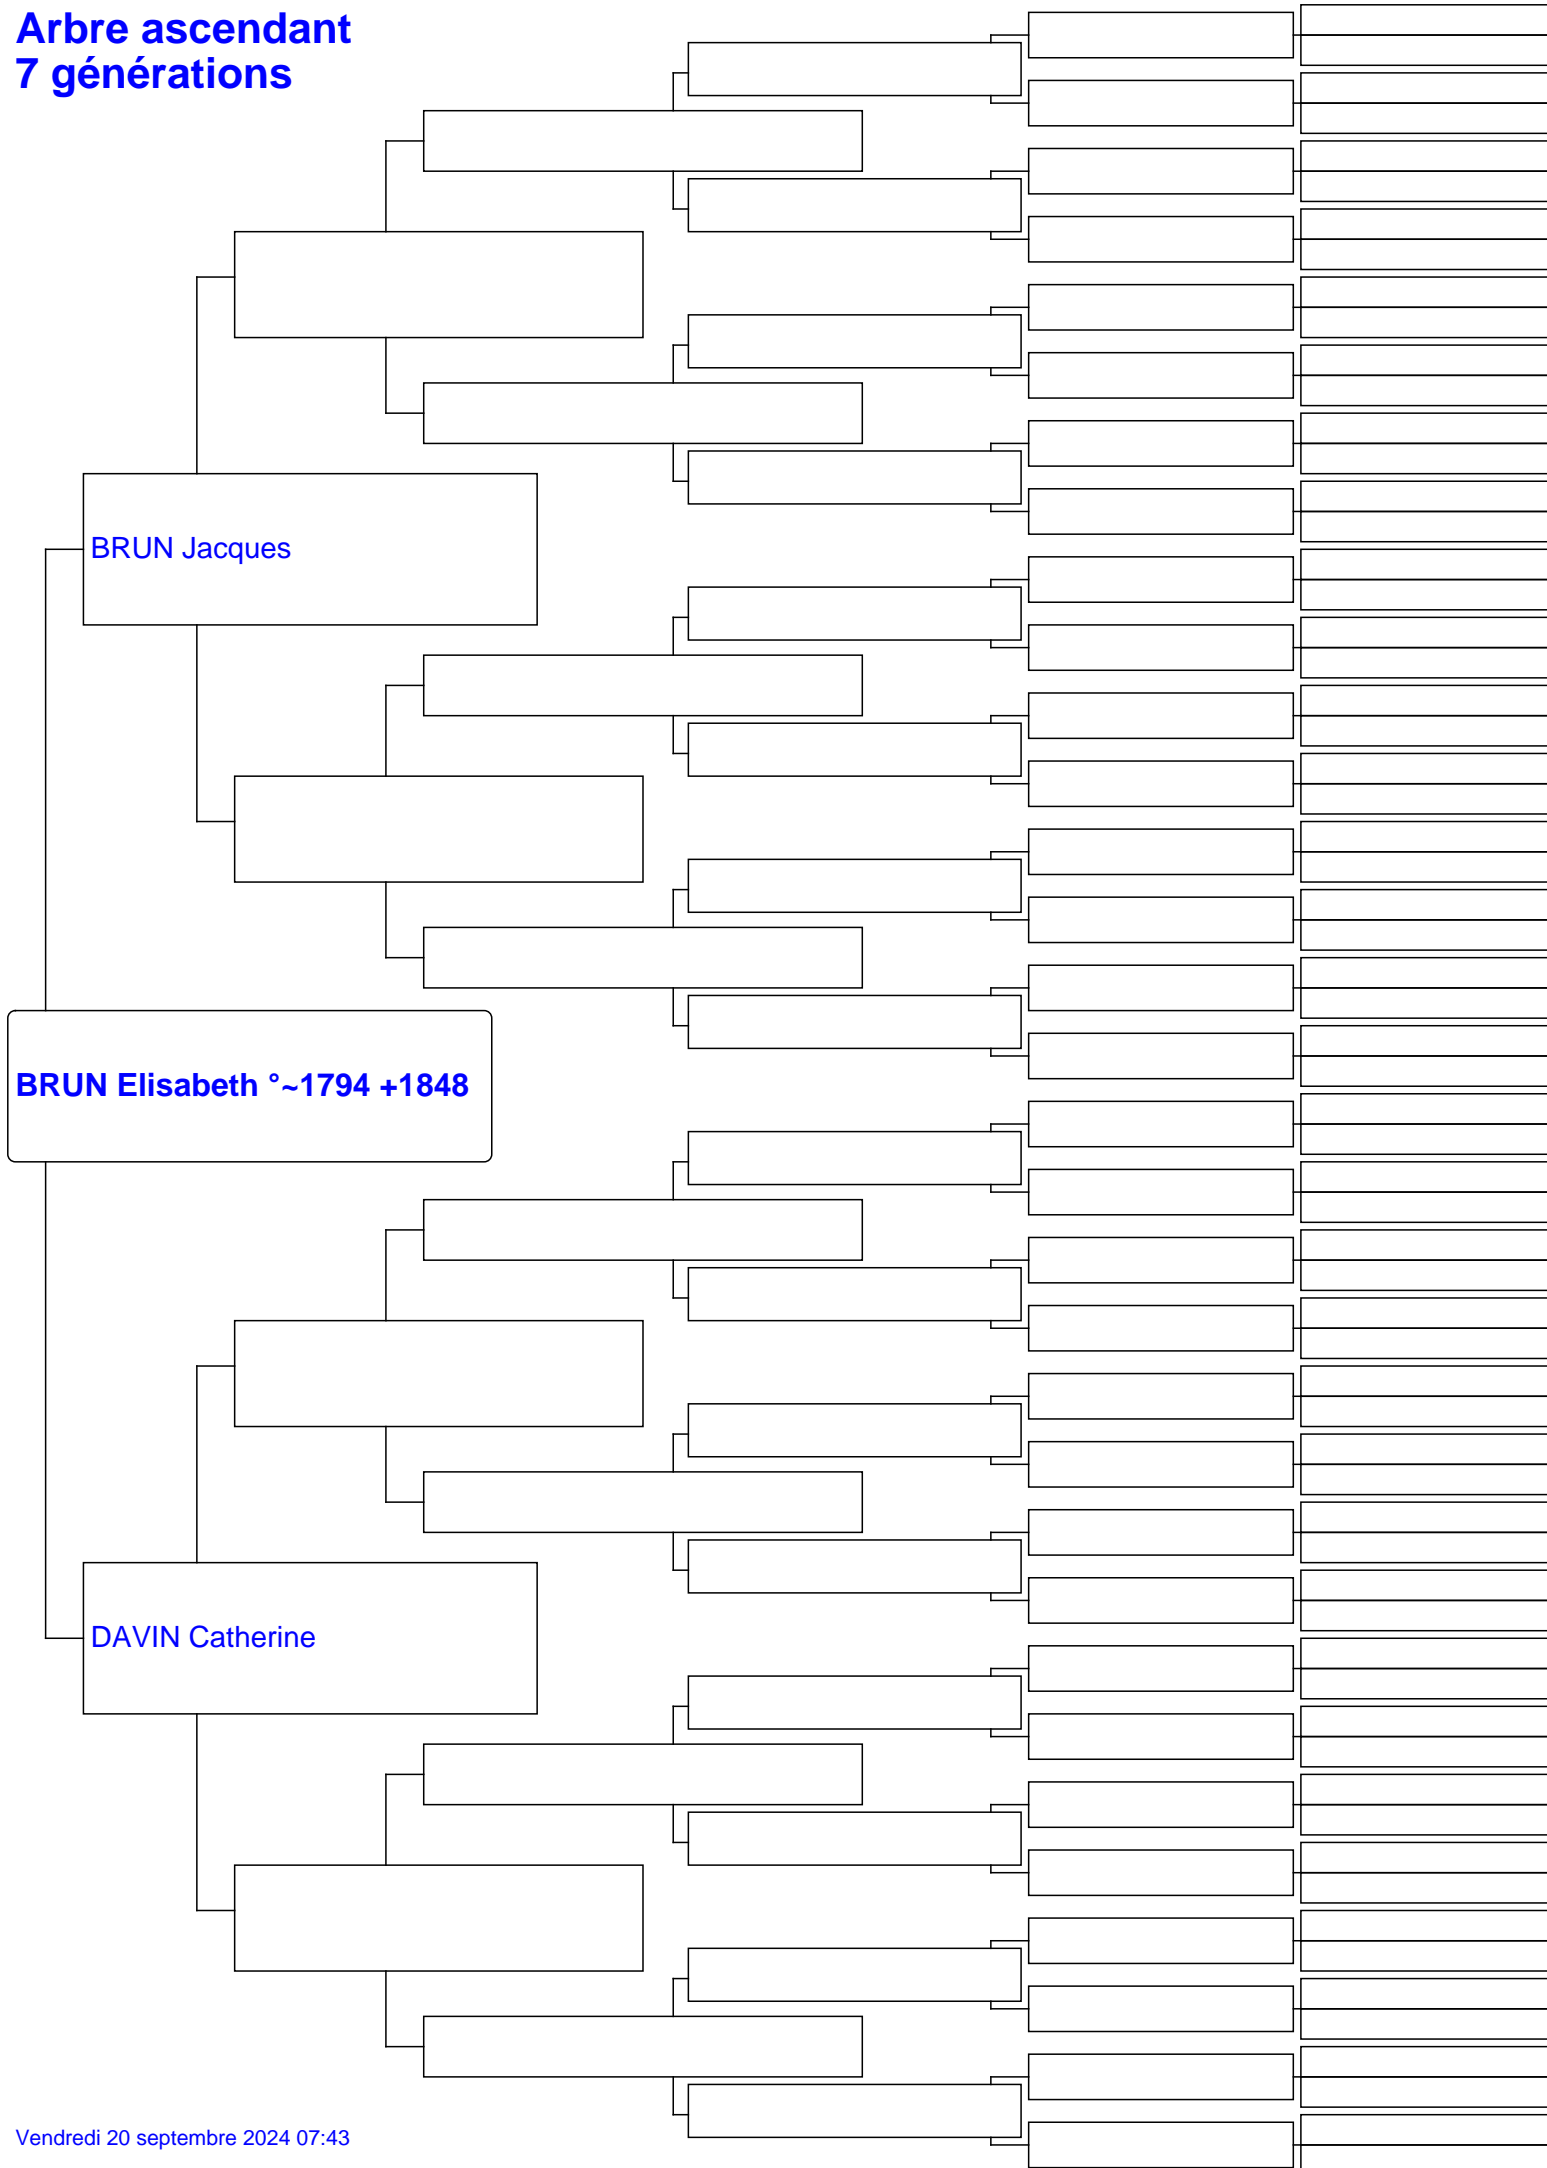 Arbre ascendant
7 générations
BRUN Jacques
BRUN Elisabeth °~1794 +1848
DAVIN Catherine
Vendredi 20 septembre 2024 07:43